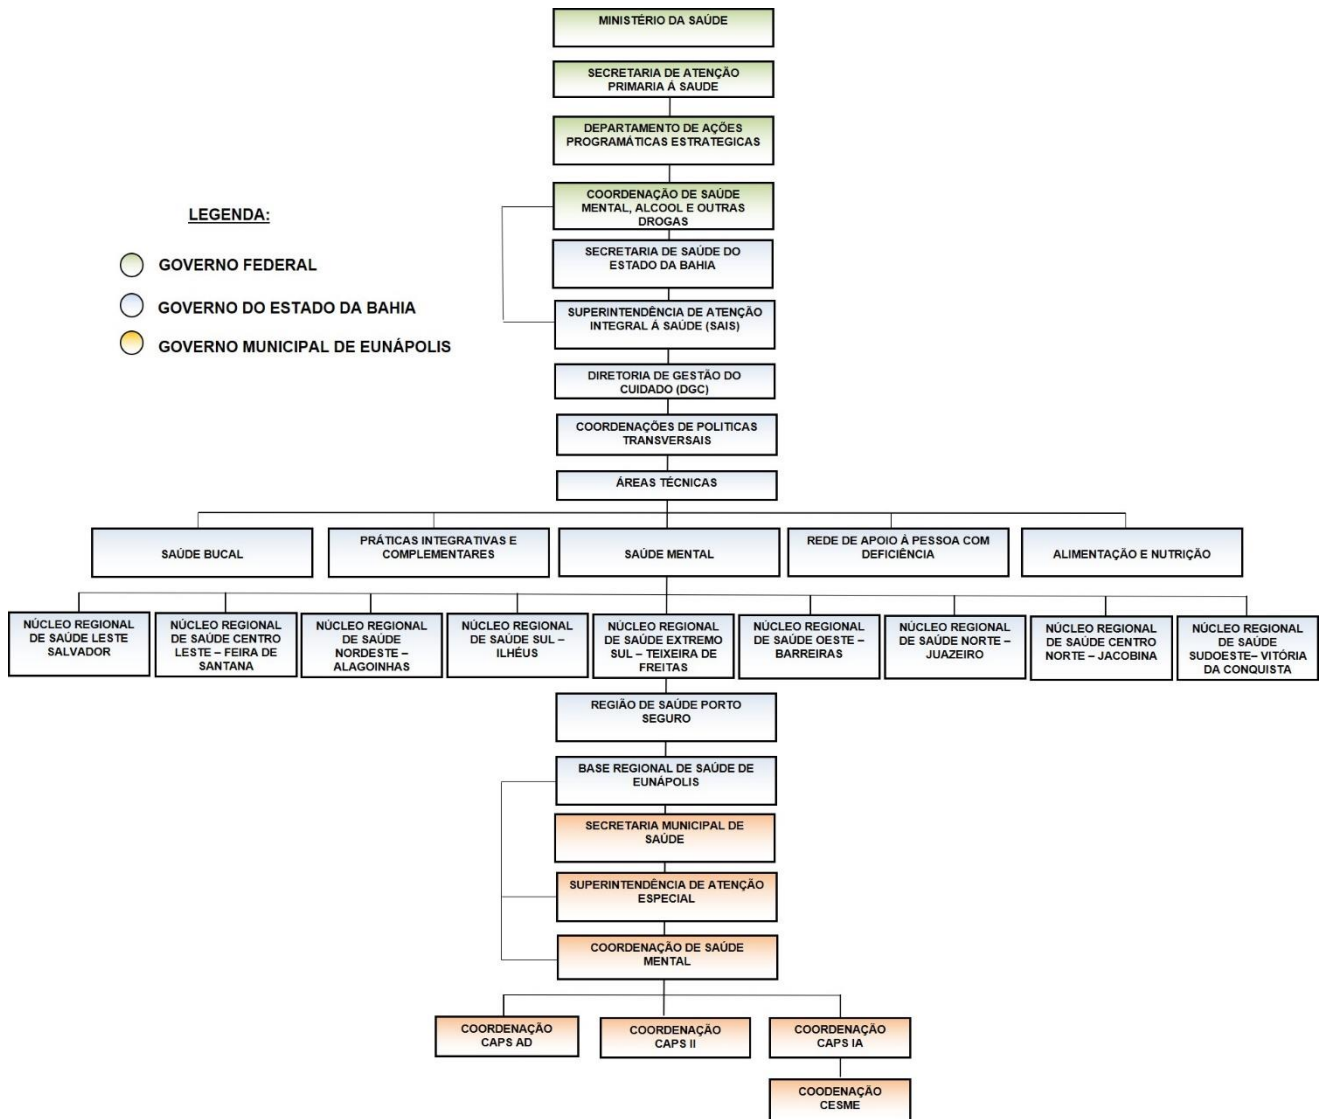 MINISTÉRIO DA SAÚDE
SECRETARIA DE ATENÇÃO
PRIMARIA Á SAUDE
DEPARTAMENTO DE AÇÕES
PROGRAMÁTICAS ESTRATEGICAS
COORDENAÇÃO DE SAÚDE
MENTAL, ALCOOL E OUTRAS
DROGAS
LEGENDA:
GOVERNO FEDERAL
GOVERNO DO ESTADO DA BAHIA
GOVERNO MUNICIPAL DE EUNÁPOLIS
SECRETARIA DE SAÚDE DO
ESTADO DA BAHIA
SUPERINTENDÊNCIA DE ATENÇÃO
INTEGRAL Á SAÚDE (SAIS)
DIRETORIA DE GESTÃO DO
CUIDADO (DGC)
COORDENAÇÕES DE POLITICAS
TRANSVERSAIS
ÁREAS TÉCNICAS
SAÚDE BUCAL
PRÁTICAS INTEGRATIVAS E
COMPLEMENTARES
SAÚDE MENTAL
REDE DE APOIO Á PESSOA COM
DEFICIÊNCIA
ALIMENTAÇÃO E NUTRIÇÃO
NÚCLEO REGIONAL
DE SAÚDE LESTE
SALVADOR
NÚCLEO REGIONAL
DE SAÚDE CENTRO
LESTE – FEIRA DE
SANTANA
NÚCLEO REGIONAL
DE SAÚDE
NORDESTE –
ALAGOINHAS
NÚCLEO REGIONAL
DE SAÚDE SUL –
ILHÉUS
NÚCLEO REGIONAL
DE SAÚDE EXTREMO
SUL – TEIXEIRA DE
FREITAS
NÚCLEO REGIONAL
DE SAÚDE OESTE –
BARREIRAS
NÚCLEO REGIONAL
DE SAÚDE NORTE –
JUAZEIRO
NÚCLEO REGIONAL
DE SAÚDE CENTRO
NORTE – JACOBINA
NÚCLEO REGIONAL
DE SAÚDE
SUDOESTE– VITÓRIA
DA CONQUISTA
REGIÃO DE SAÚDE PORTO
SEGURO
BASE REGIONAL DE SAÚDE DE
EUNÁPOLIS
SECRETARIA MUNICIPAL DE
SAÚDE
SUPERINTENDÊNCIA DE ATENÇÃO
ESPECIAL
COORDENAÇÃO DE SAÚDE
MENTAL
COORDENAÇÃO
CAPS AD
COORDENAÇÃO
CAPS II
COORDENAÇÃO
CAPS IA
COODENAÇÃO
CESME